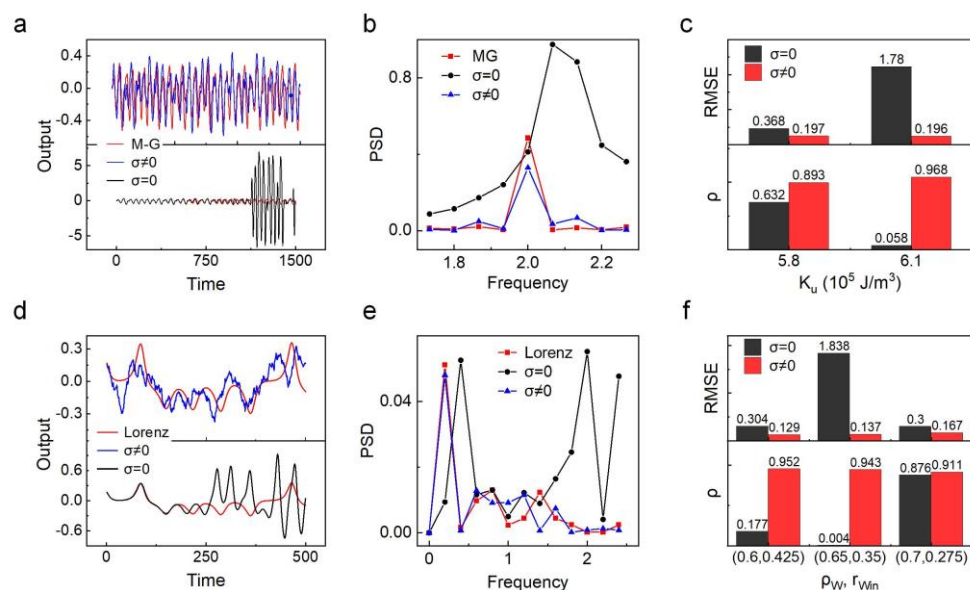 a
0.4
0.0
-0.4
Output
M-G
σ≠0
σ=0
5
0
-5
0
750
1500
Time
b
0.8
0.0
PSD
MG
σ=0
σ≠0
1.8
2.0
2.2
Frequency
c
σ=0
σ≠0
RMSE
0.368
0.197
1.78
0.196
ρ
0.632
0.893
0.058
0.968
5.8
6.1
Ku (10⁵ J/m³)
d
0.3
0.0
-0.3
Output
Lorenz
σ≠0
σ=0
0.6
0.0
-0.6
0
250
500
Time
e
0.04
0.00
PSD
Lorenz
σ=0
σ≠0
0
1
2
Frequency
f
σ=0
σ≠0
RMSE
0.304
0.129
1.838
0.137
0.3
0.167
ρ
0.177
0.952
0.004
0.943
0.876
0.911
(0.6,0.425)
(0.65,0.35)
(0.7,0.275)
ρW, rWin